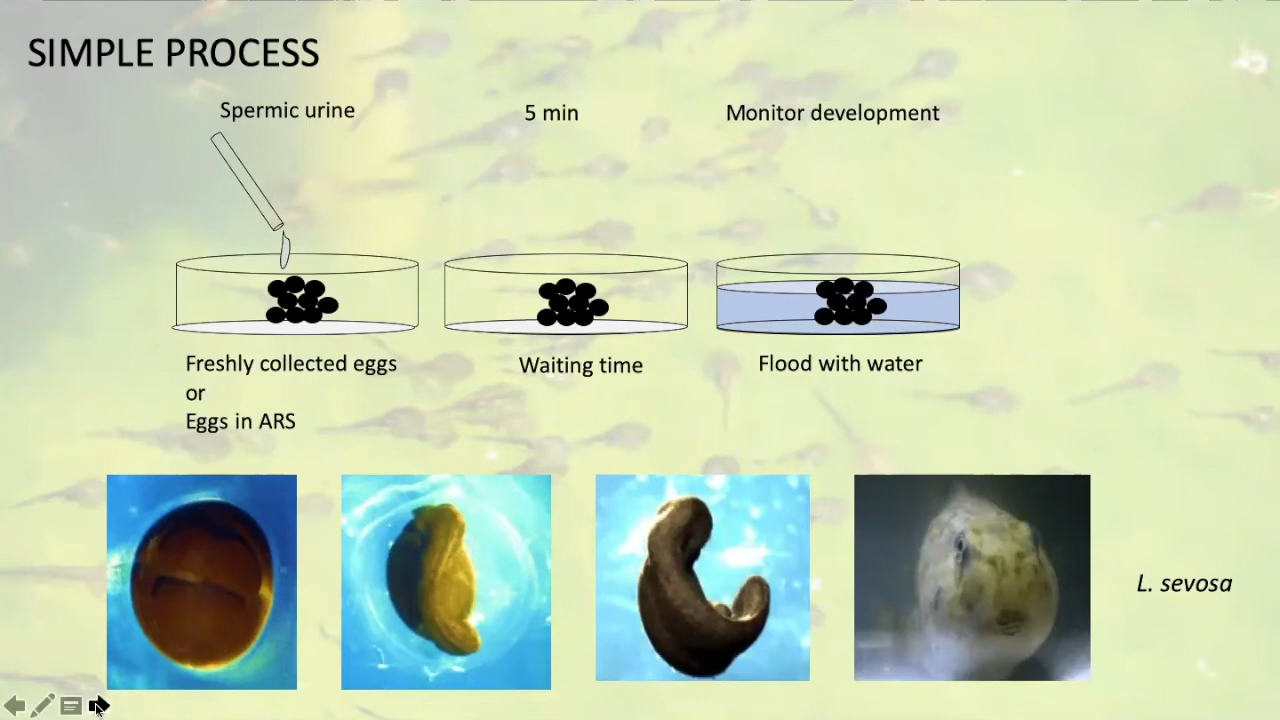 SIMPLE PROCESS
Spermic urine
5 min
Monitor development
Freshly collected eggs
or
Eggs in ARS
Waiting time
Flood with water
L. sevosa